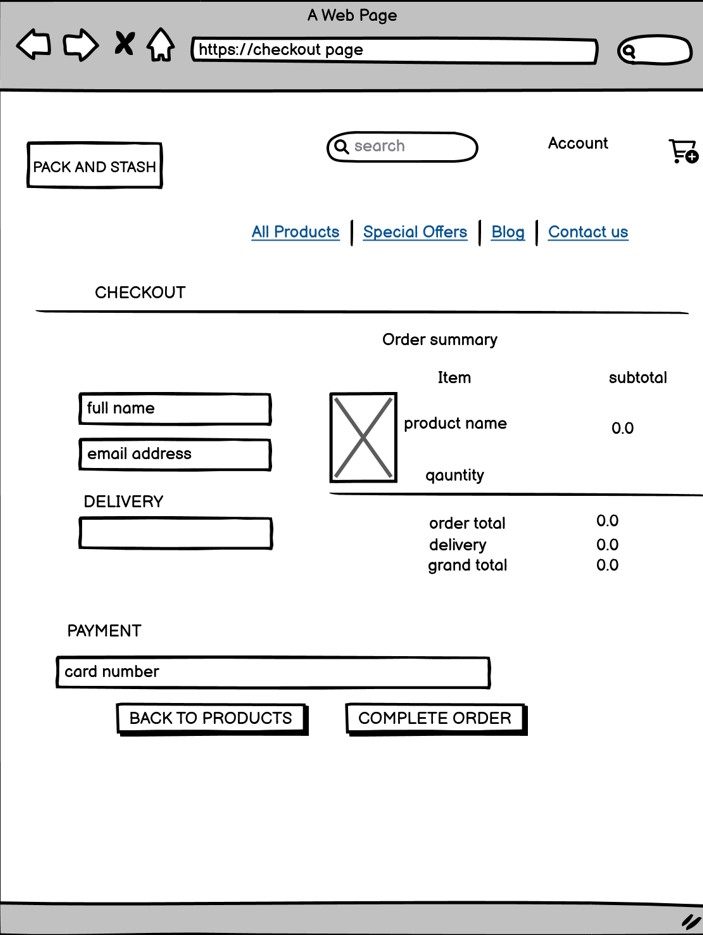 A Web Page
https://checkout page
search
Account
PACK AND STASH
All Products
Special Offers
Blog
Contact us
CHECKOUT
Order summary
Item
subtotal
full name
product name
0.0
email address
qauntity
DELIVERY
order total
0.0
delivery
0.0
grand total
0.0
PAYMENT
card number
BACK TO PRODUCTS
COMPLETE ORDER